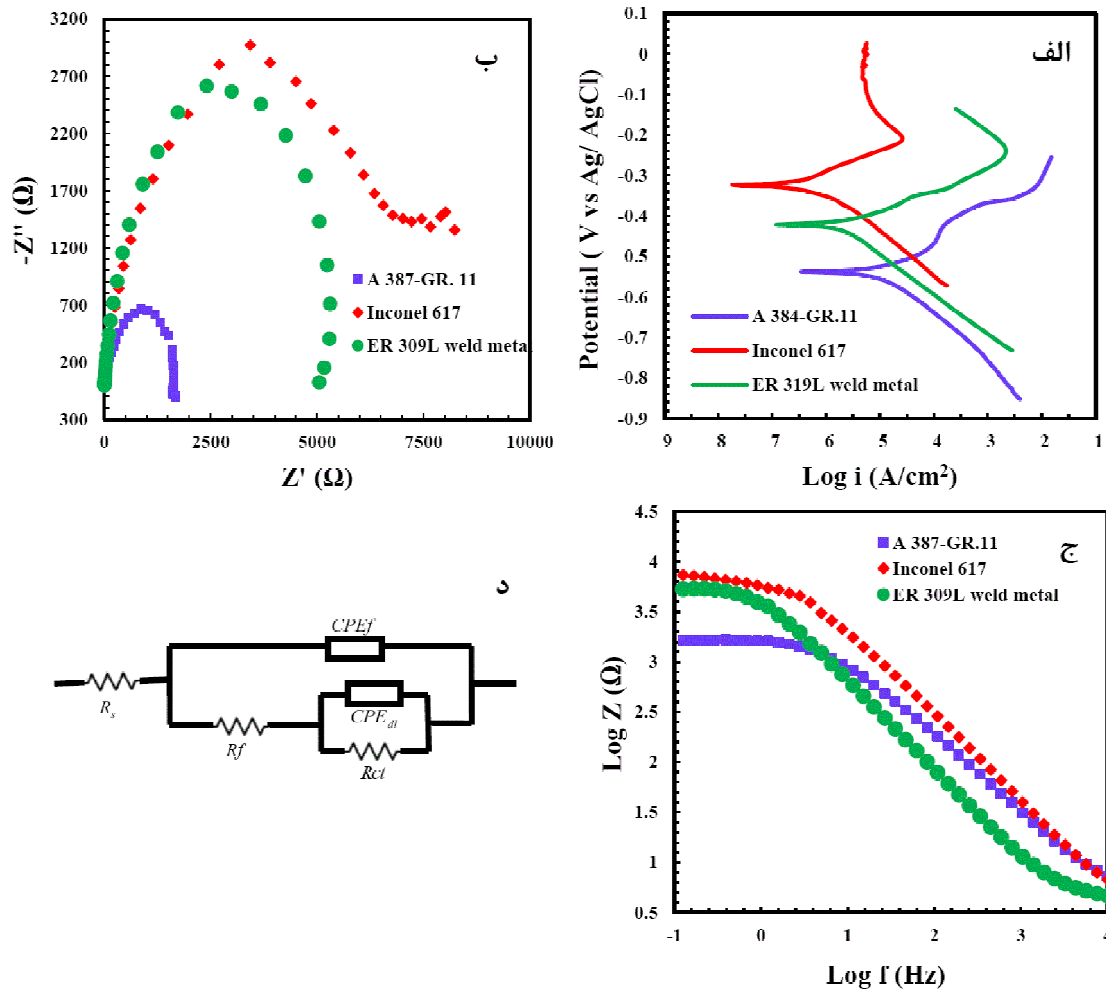 ب
-Z'' (Ω)
3200
2700
2200
1700
1200
700
200
300
0
2500
5000
7500
10000
Z' (Ω)
A 387-GR. 11
Inconel 617
ER 309L weld metal
الف
Potential ( V vs Ag/ AgCl)
-0.1
0
-0.1
-0.2
-0.3
-0.4
-0.5
-0.6
-0.7
-0.8
-0.9
9
8
7
6
5
4
3
2
1
Log i (A/cm²)
A 384-GR.11
Inconel 617
ER 319L weld metal
د
CPEf
Rs
CPEdl
Rf
Rct
ج
Log Z (Ω)
4.5
4
3.5
3
2.5
2
1.5
1
0.5
-1
0
1
2
3
4
Log f (Hz)
A 387-GR.11
Inconel 617
ER 309L weld metal